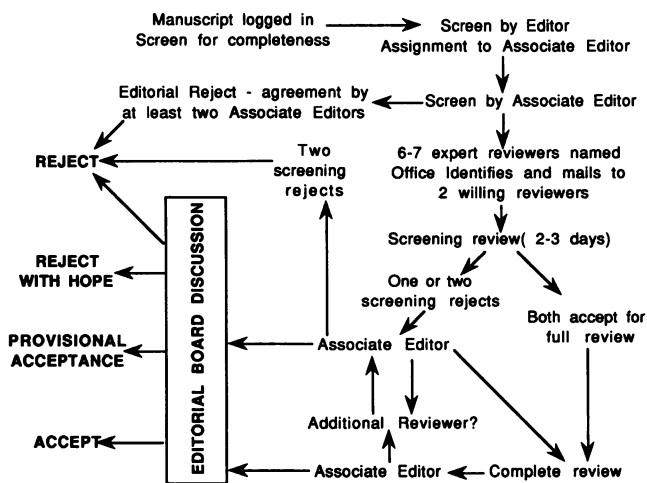 Manuscript logged in
Screen for completeness
Screen by Editor
Assignment to Associate Editor
Editorial Reject - agreement by
at least two Associate Editors
Screen by Associate Editor
REJECT
Two
screening
rejects
6-7 expert reviewers named
Office Identifies and mails to
2 willing reviewers
Screening review( 2-3 days)
REJECT
WITH HOPE
EDITORIAL BOARD DISCUSSION
One or two
screening rejects
Both accept for
full review
PROVISIONAL
ACCEPTANCE
Associate Editor
Additional Reviewer?
ACCEPT
Associate Editor
Complete review